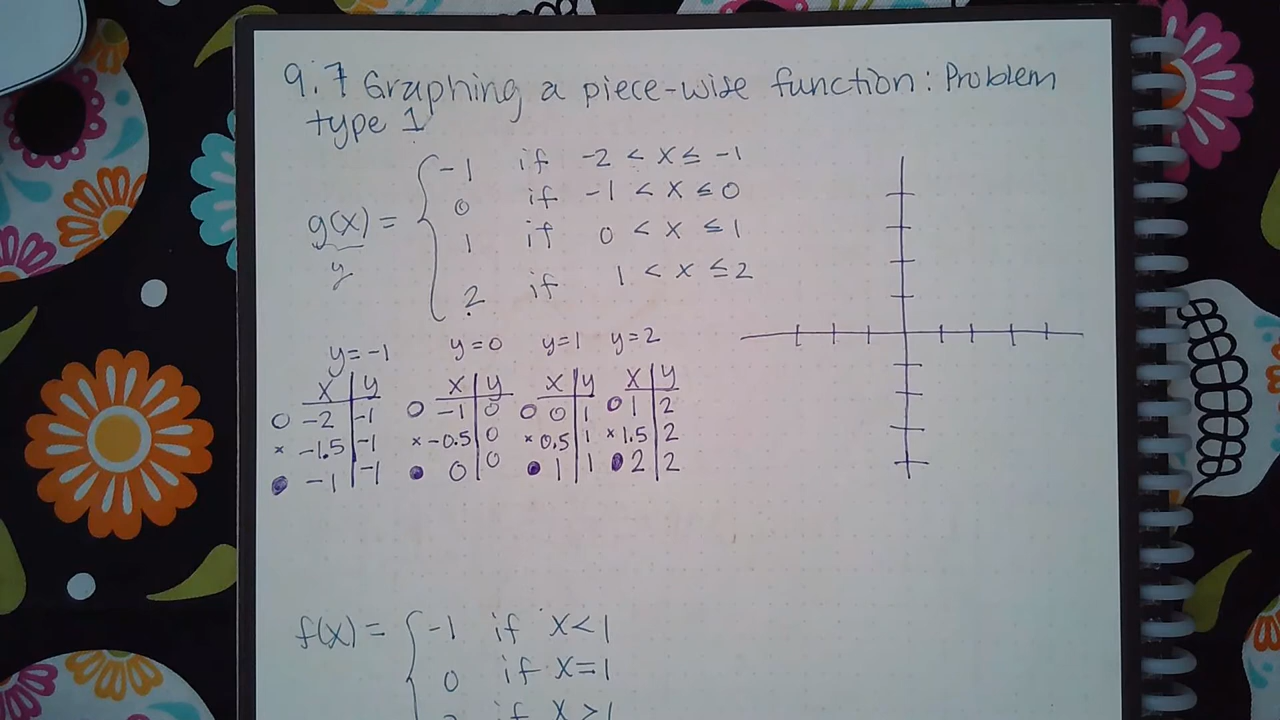 9.7 Graphing a piece-wise function: Problem
type 1
-1 if -2 < x ≤ -1
0 if -1 < x ≤ 0
g(x) = {
1 if 0 < x ≤ 1
y
2 if 1 < x ≤ 2
y=-1 y=0 y=1 y=2
x y x y x y x y
-2 -1 -1 0 0 1 1 2
× -1.5 -1 × -0.5 0 × 0.5 1 × 1.5 2
-1 -1 0 0 1 1 2 2
f(x) = { -1 if x<1
0 if x=1
if x>1